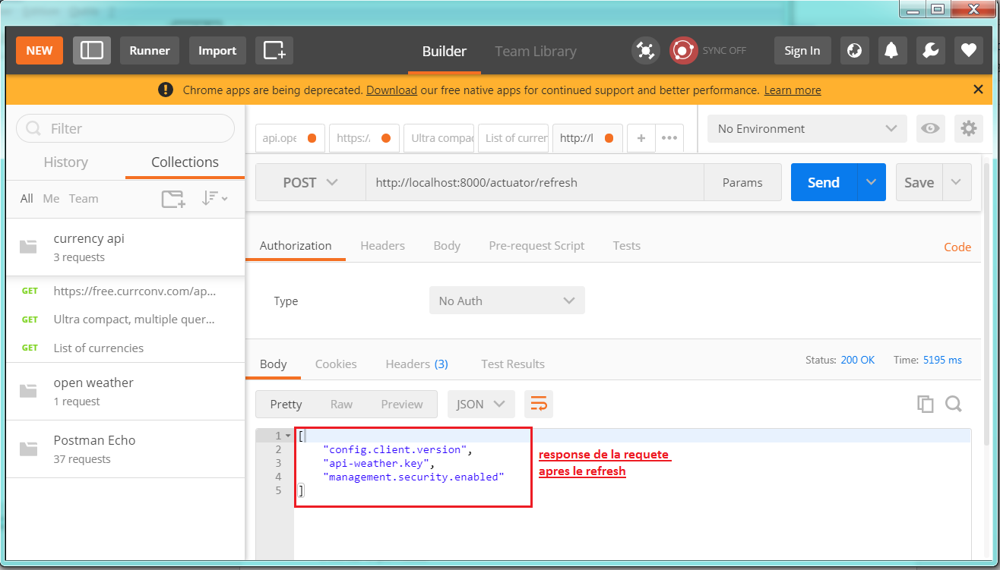 NEW
Runner
Import
Builder
Team Library
SYNC OFF
Sign In
Chrome apps are being deprecated. Download our free native apps for continued support and better performance. Learn more
Filter
History
Collections
All Me Team
currency api
3 requests
GET https://free.currconv.com/ap...
GET Ultra compact, multiple quer...
GET List of currencies
open weather
1 request
Postman Echo
37 requests
api.ope
https:/
Ultra compac
List of curren
http://l
+
•••
No Environment
POST
http://localhost:8000/actuator/refresh
Params
Send
Save
Authorization
Headers
Body
Pre-request Script
Tests
Code
Type
No Auth
Body
Cookies
Headers (3)
Test Results
Status: 200 OK
Time: 5195 ms
Pretty
Raw
Preview
JSON
1 [
2 "config.client.version",
3 "api-weather.key",
4 "management.security.enabled"
5 ]
response de la requete
apres le refresh